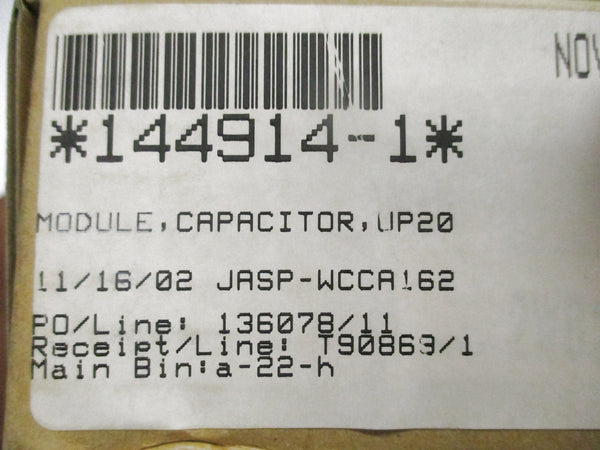 NOV
*144914-1*
MODULE,CAPACITOR,UP20
11/16/02 JASP-WCCA162
PO/Line: 136078/11
Receipt/Line: T90869/1
Main Bin:a-22-h